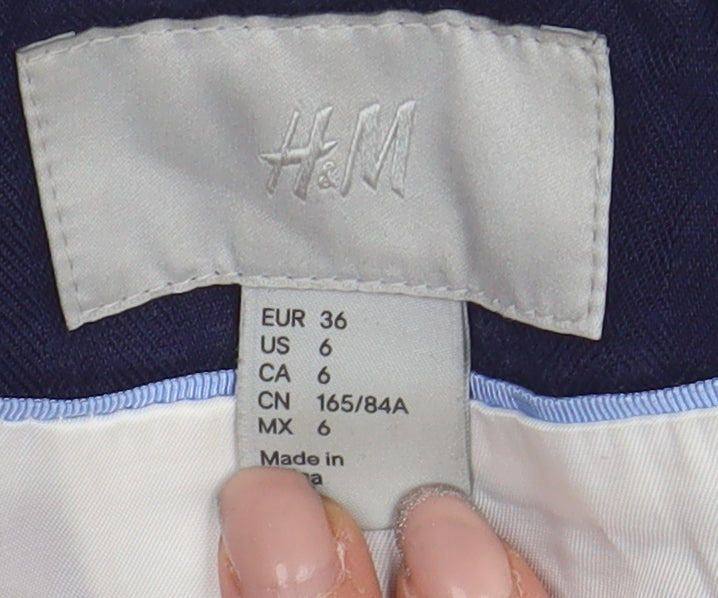 H&M
EUR 36
US 6
CA 6
CN 165/84A
MX 6
Made in